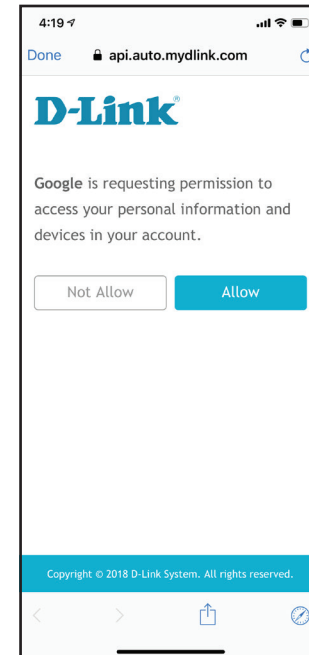 4:19
Done api.auto.mydlink.com
D-Link®
Google is requesting permission to
access your personal information and
devices in your account.
Not Allow Allow
Copyright © 2018 D-Link System. All rights reserved.